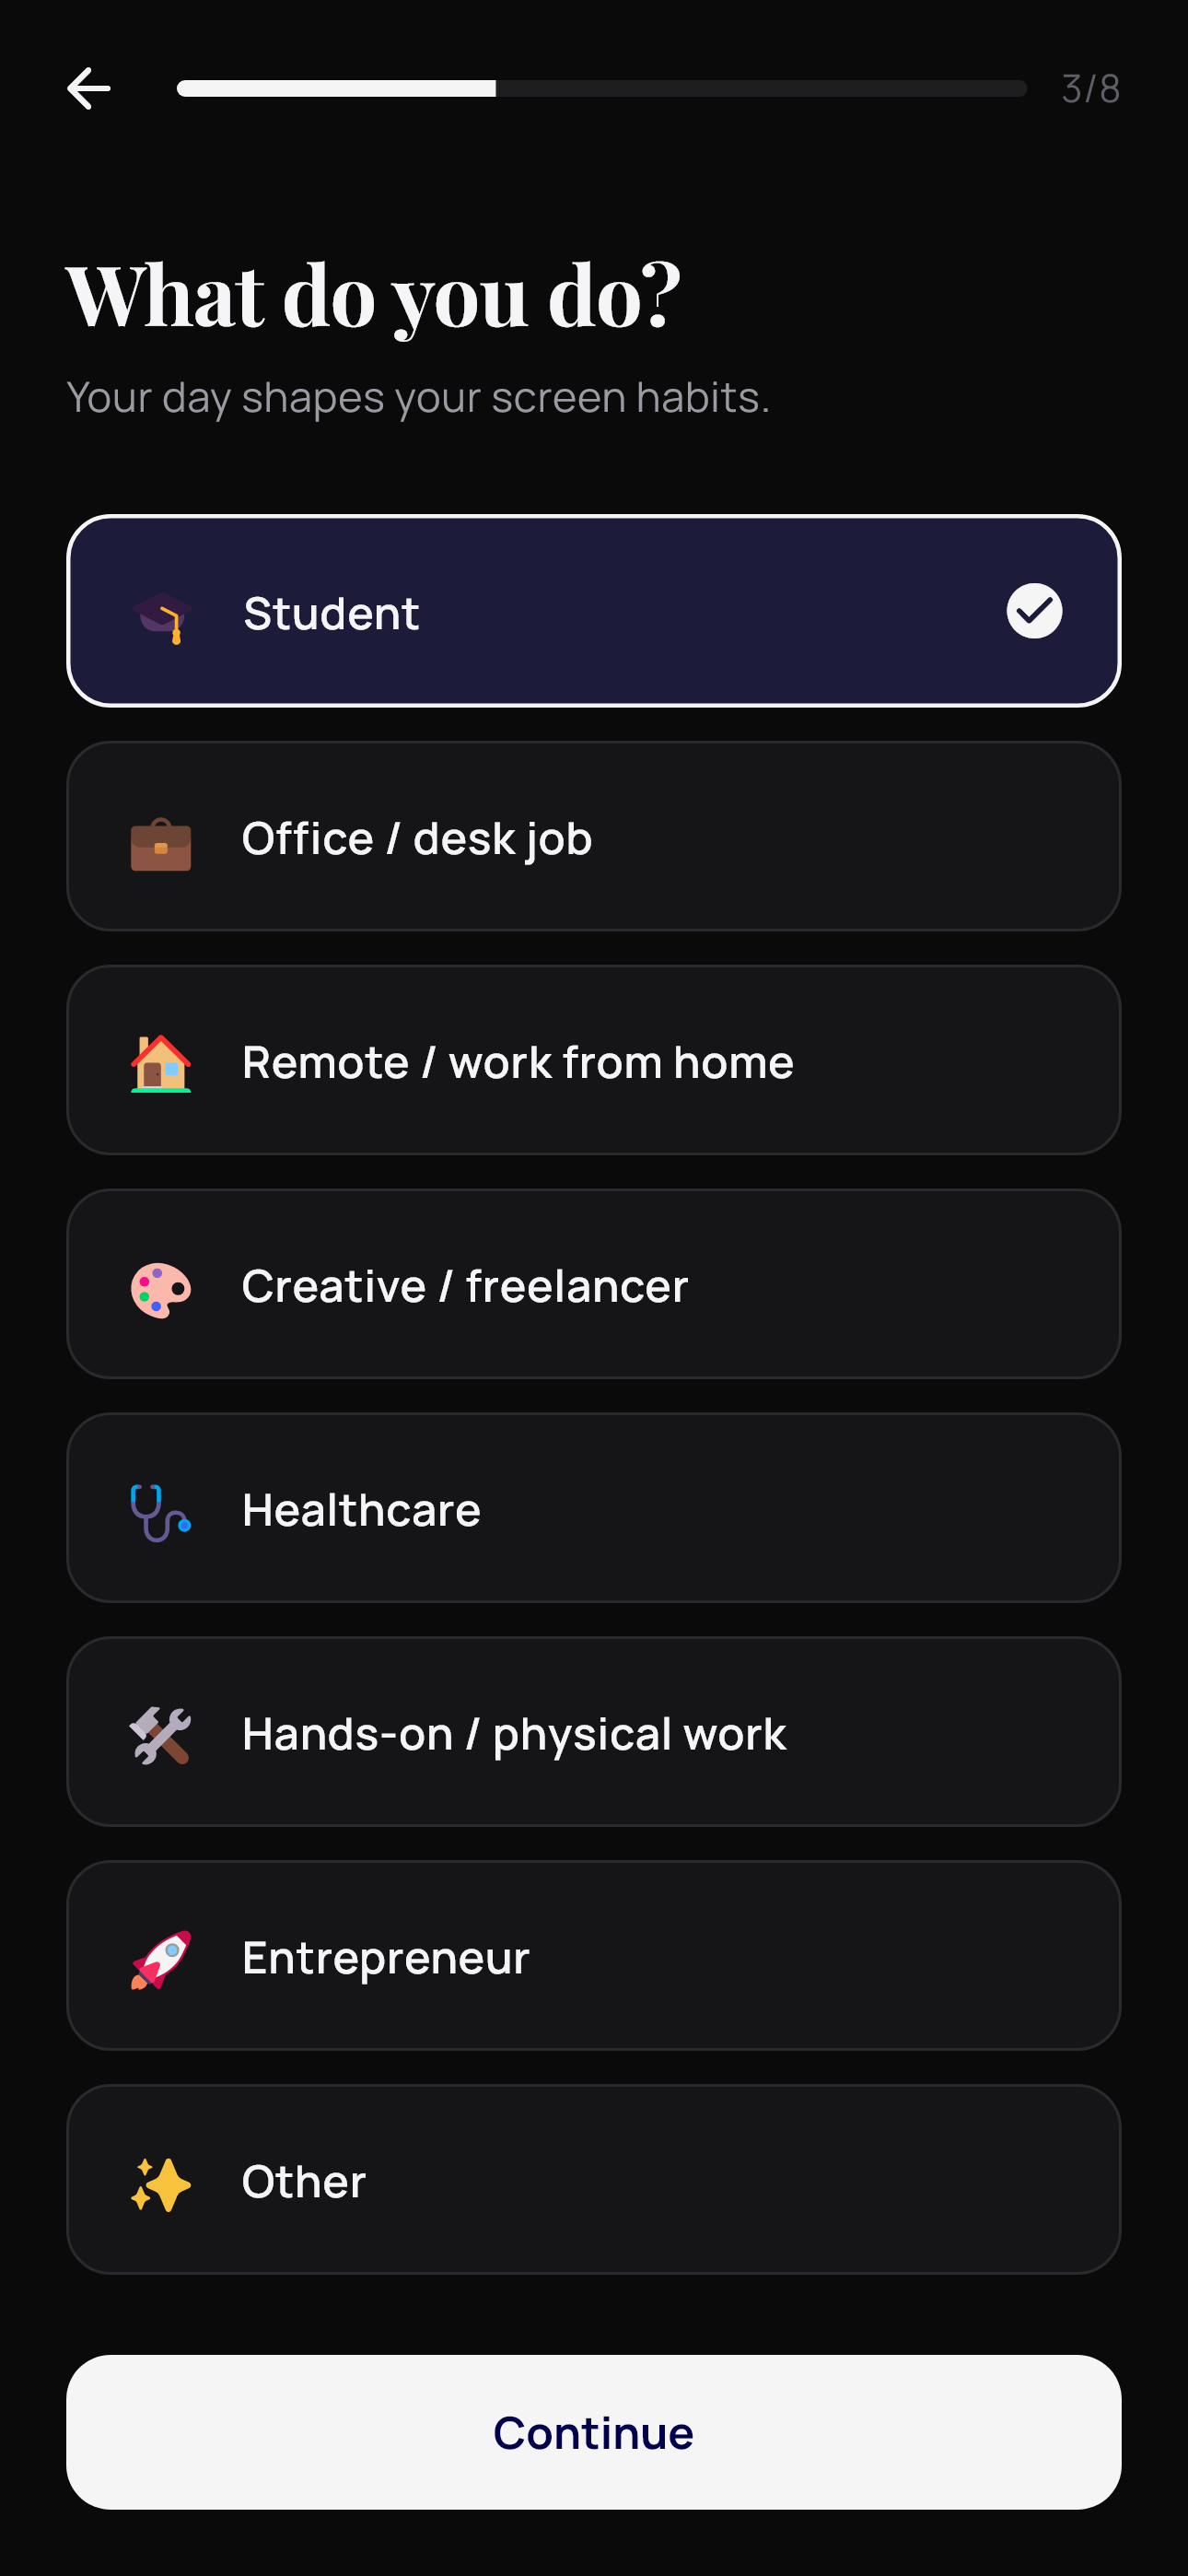 3/8
What do you do?
Your day shapes your screen habits.
Student
Office / desk job
Remote / work from home
Creative / freelancer
Healthcare
Hands-on / physical work
Entrepreneur
Other
Continue